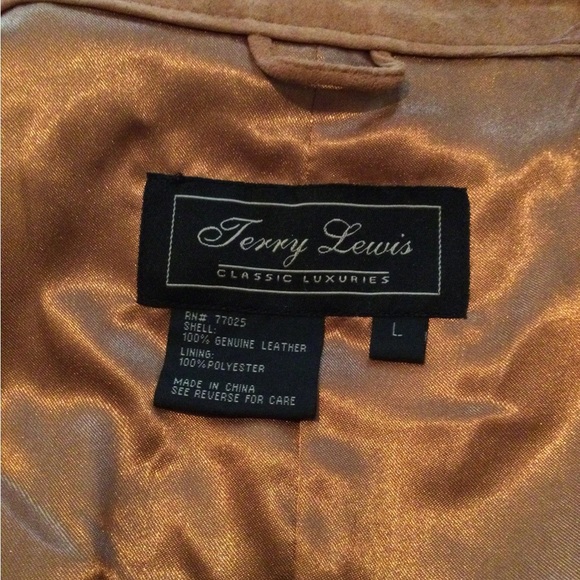 Terry Lewis
CLASSIC LUXURIES
L
RN# 77025
SHELL:
100% GENUINE LEATHER
LINING:
100%POLYESTER
MADE IN CHINA
SEE REVERSE FOR CARE